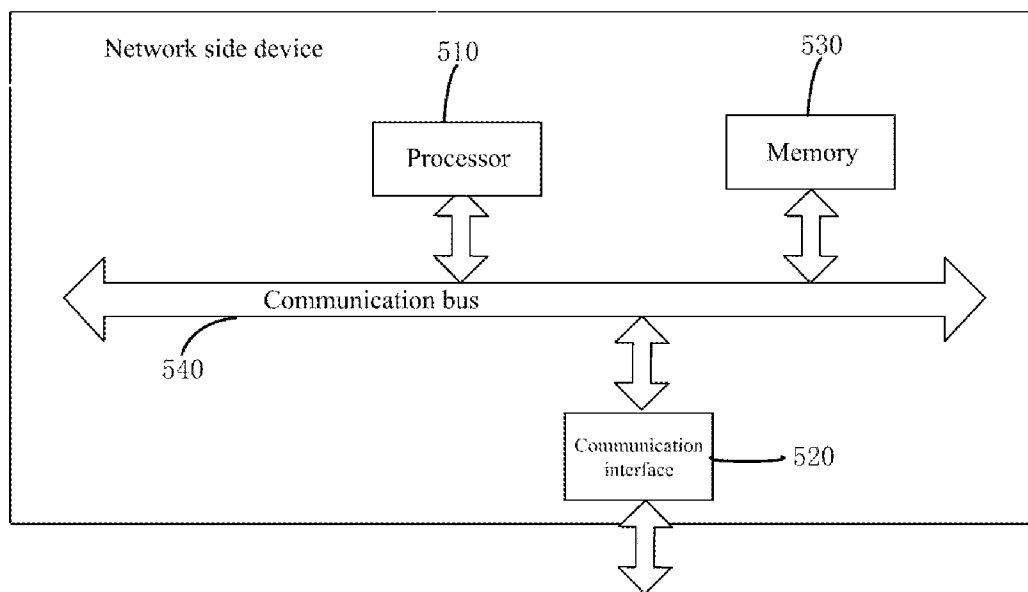 Network side device
510
530
Processor
Memory
Communication bus
540
Communication
interface
520